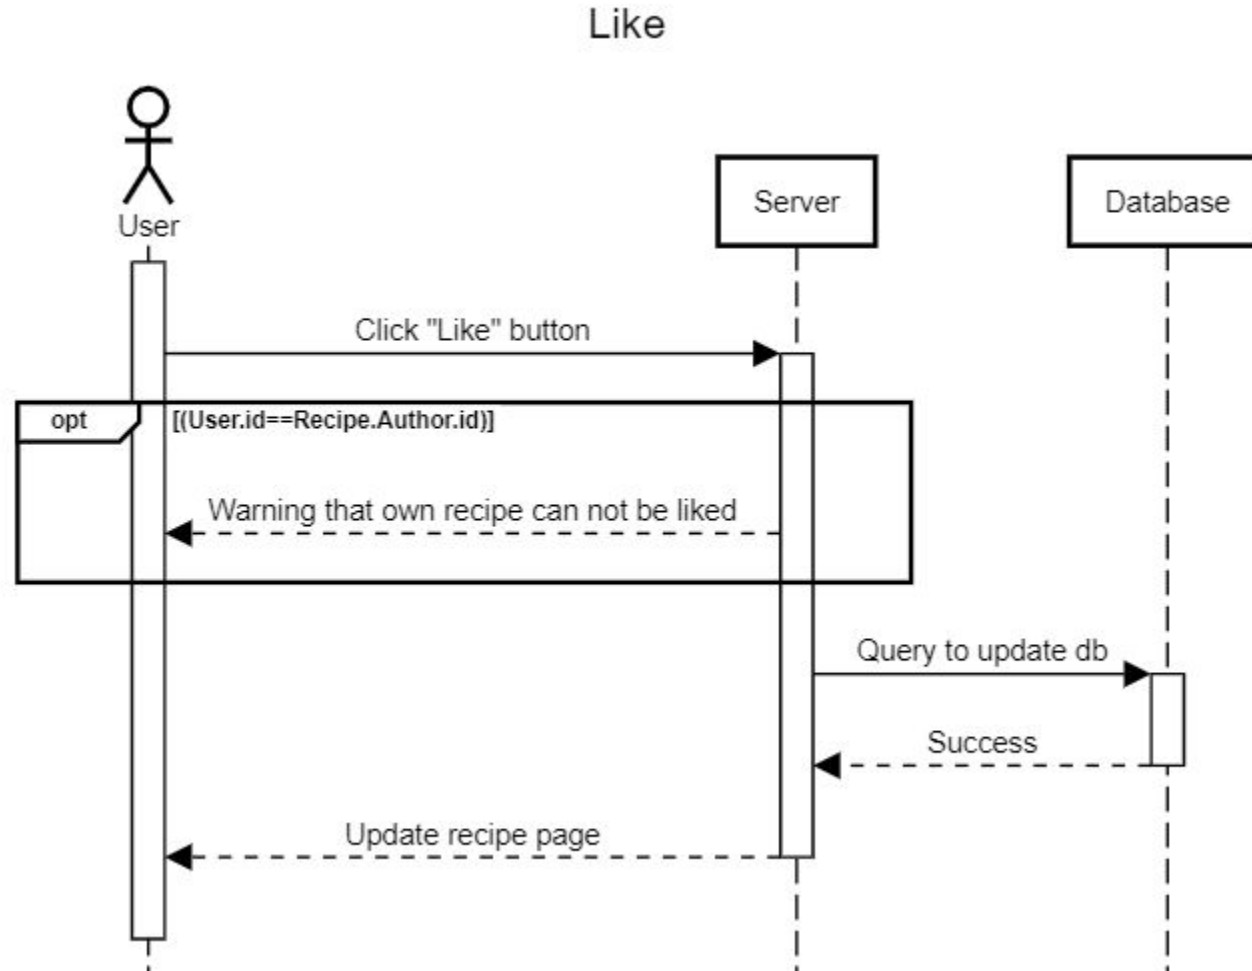 Like
User
Server
Database
Click "Like" button
opt
[(User.id==Recipe.Author.id)]
Warning that own recipe can not be liked
Query to update db
Success
Update recipe page